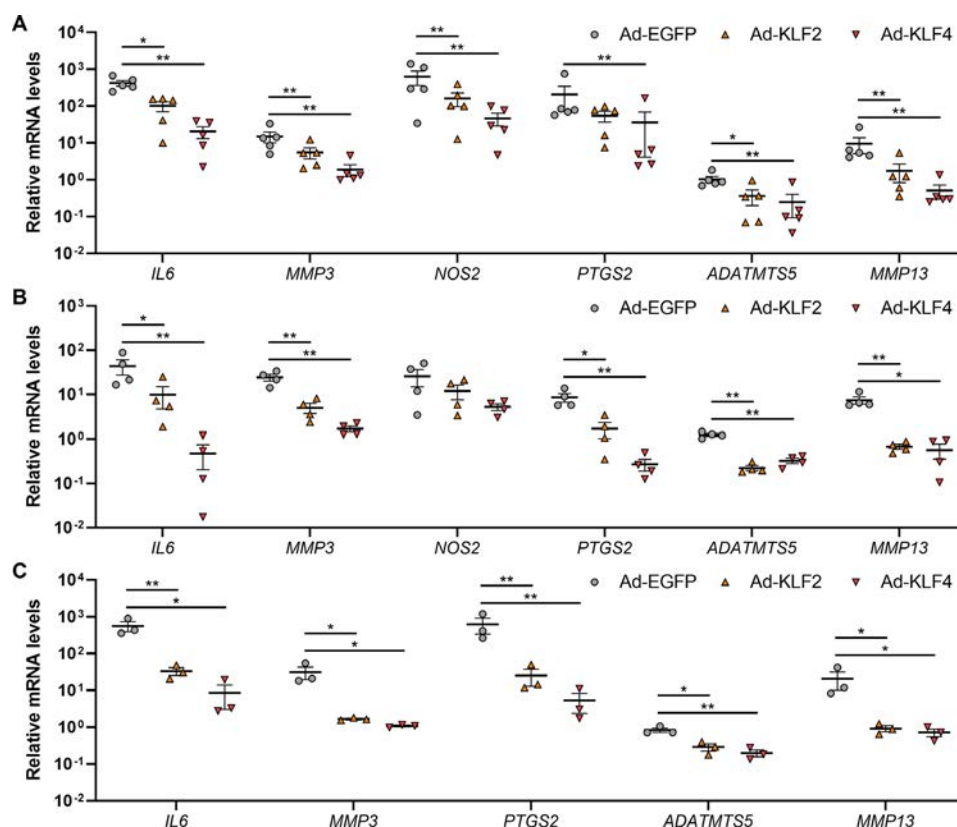 A
Ad-EGFP Ad-KLF2 Ad-KLF4
Relative mRNA levels
10^4
10^3
10^2
10^1
10^0
10^-1
10^-2
* ** ** ** ** ** ** * ** ** **
IL6 MMP3 NOS2 PTGS2 ADATMTS5 MMP13
B
Ad-EGFP Ad-KLF2 Ad-KLF4
Relative mRNA levels
10^3
10^2
10^1
10^0
10^-1
10^-2
* ** ** ** * ** ** ** ** *
IL6 MMP3 NOS2 PTGS2 ADATMTS5 MMP13
C
Ad-EGFP Ad-KLF2 Ad-KLF4
Relative mRNA levels
10^4
10^3
10^2
10^1
10^0
10^-1
10^-2
** * * * ** ** * ** * *
IL6 MMP3 PTGS2 ADATMTS5 MMP13